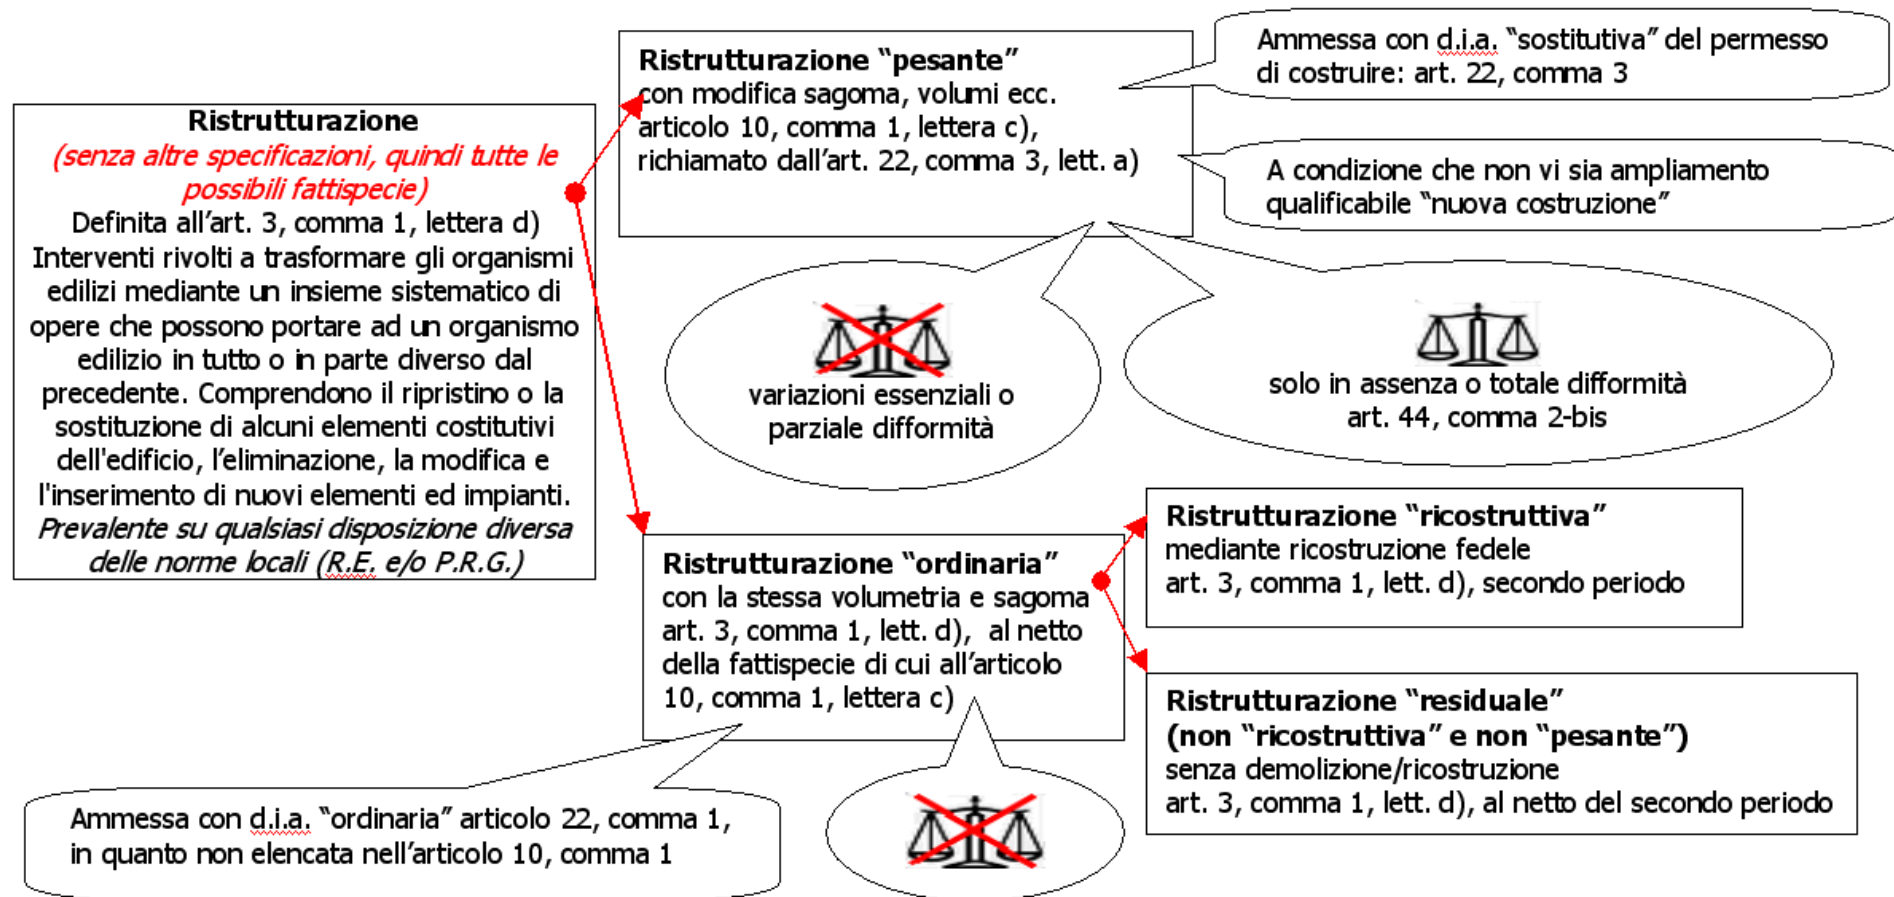 Ristrutturazione
(senza altre specificazioni, quindi tutte le
possibili fattispecie)
Definita all’art. 3, comma 1, lettera d)
Interventi rivolti a trasformare gli organismi
edilizi mediante un insieme sistematico di
opere che possono portare ad un organismo
edilizio in tutto o in parte diverso dal
precedente. Comprendono il ripristino o la
sostituzione di alcuni elementi costitutivi
dell'edificio, l’eliminazione, la modifica e
l'inserimento di nuovi elementi ed impianti.
Prevalente su qualsiasi disposizione diversa
delle norme locali (R.E. e/o P.R.G.)
Ristrutturazione “pesante”
con modifica sagoma, volumi ecc.
articolo 10, comma 1, lettera c),
richiamato dall’art. 22, comma 3, lett. a)
Ammessa con d.i.a. “sostitutiva” del permesso
di costruire: art. 22, comma 3
A condizione che non vi sia ampliamento
qualificabile “nuova costruzione”
variazioni essenziali o
parziale difformità
solo in assenza o totale difformità
art. 44, comma 2-bis
Ristrutturazione “ordinaria”
con la stessa volumetria e sagoma
art. 3, comma 1, lett. d), al netto
della fattispecie di cui all’articolo
10, comma 1, lettera c)
Ristrutturazione “ricostruttiva”
mediante ricostruzione fedele
art. 3, comma 1, lett. d), secondo periodo
Ristrutturazione “residuale”
(non “ricostruttiva” e non “pesante”)
senza demolizione/ricostruzione
art. 3, comma 1, lett. d), al netto del secondo periodo
Ammessa con d.i.a. “ordinaria” articolo 22, comma 1,
in quanto non elencata nell’articolo 10, comma 1